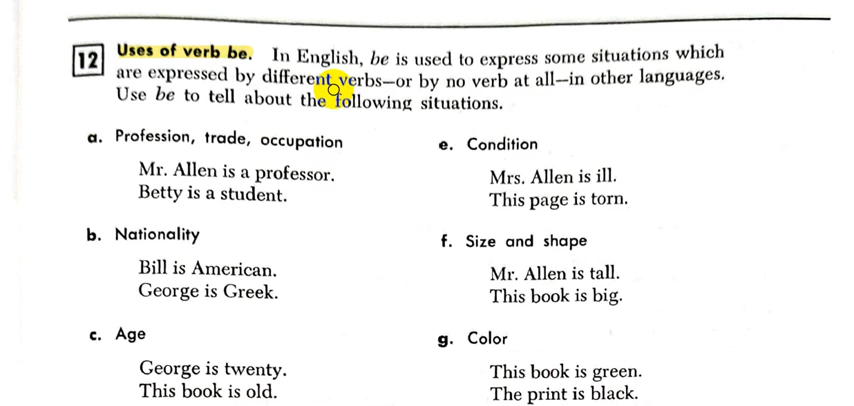 12 Uses of verb be. In English, be is used to express some situations which
are expressed by different verbs—or by no verb at all—in other languages.
Use be to tell about the following situations.
a. Profession, trade, occupation
Mr. Allen is a professor.
Betty is a student.
b. Nationality
Bill is American.
George is Greek.
c. Age
George is twenty.
This book is old.
e. Condition
Mrs. Allen is ill.
This page is torn.
f. Size and shape
Mr. Allen is tall.
This book is big.
g. Color
This book is green.
The print is black.